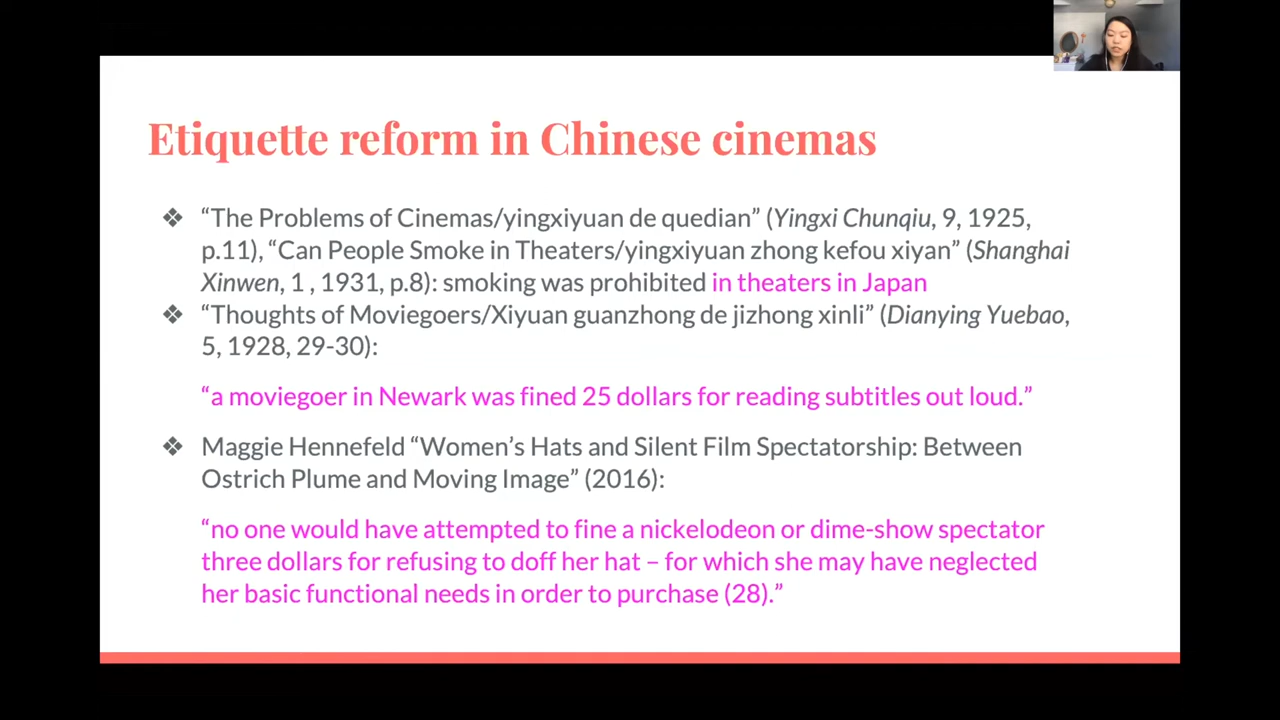 Etiquette reform in Chinese cinemas
❖ “The Problems of Cinemas/yingxiyuan de quedian” (Yingxi Chunqiu, 9, 1925,
p.11), “Can People Smoke in Theaters/yingxiyuan zhong kefou xiyan” (Shanghai
Xinwen, 1 , 1931, p.8): smoking was prohibited in theaters in Japan
❖ “Thoughts of Moviegoers/Xiyuan guanzhong de jizhong xinli” (Dianying Yuebao,
5, 1928, 29-30):
“a moviegoer in Newark was fined 25 dollars for reading subtitles out loud.”
❖ Maggie Hennefeld “Women’s Hats and Silent Film Spectatorship: Between
Ostrich Plume and Moving Image” (2016):
“no one would have attempted to fine a nickelodeon or dime-show spectator
three dollars for refusing to doff her hat – for which she may have neglected
her basic functional needs in order to purchase (28).”